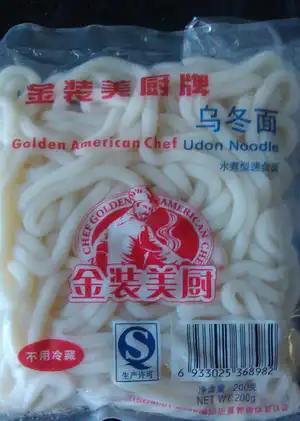 金装美厨牌
乌冬面
Golden American Chef Udon Noodle
水煮型速食面
CHEF GOLDEN AMERICAN CHEF
金装美厨
不用冷藏
生产许可
6 933025 368982
净含量 200克
NET WT. 200g